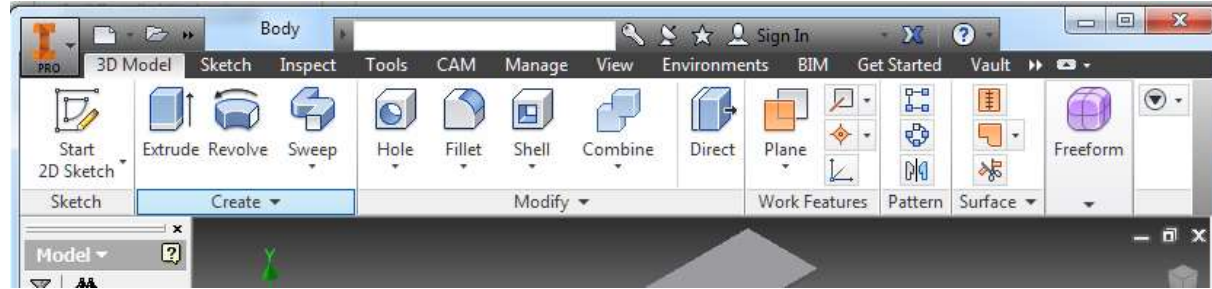 Body Sign In
PRO 3D Model Sketch Inspect Tools CAM Manage View Environments BIM Get Started Vault
Start
2D Sketch
Extrude Revolve Sweep Hole Fillet Shell Combine Direct Plane Freeform
Sketch Create Modify Work Features Pattern Surface
Model
Y